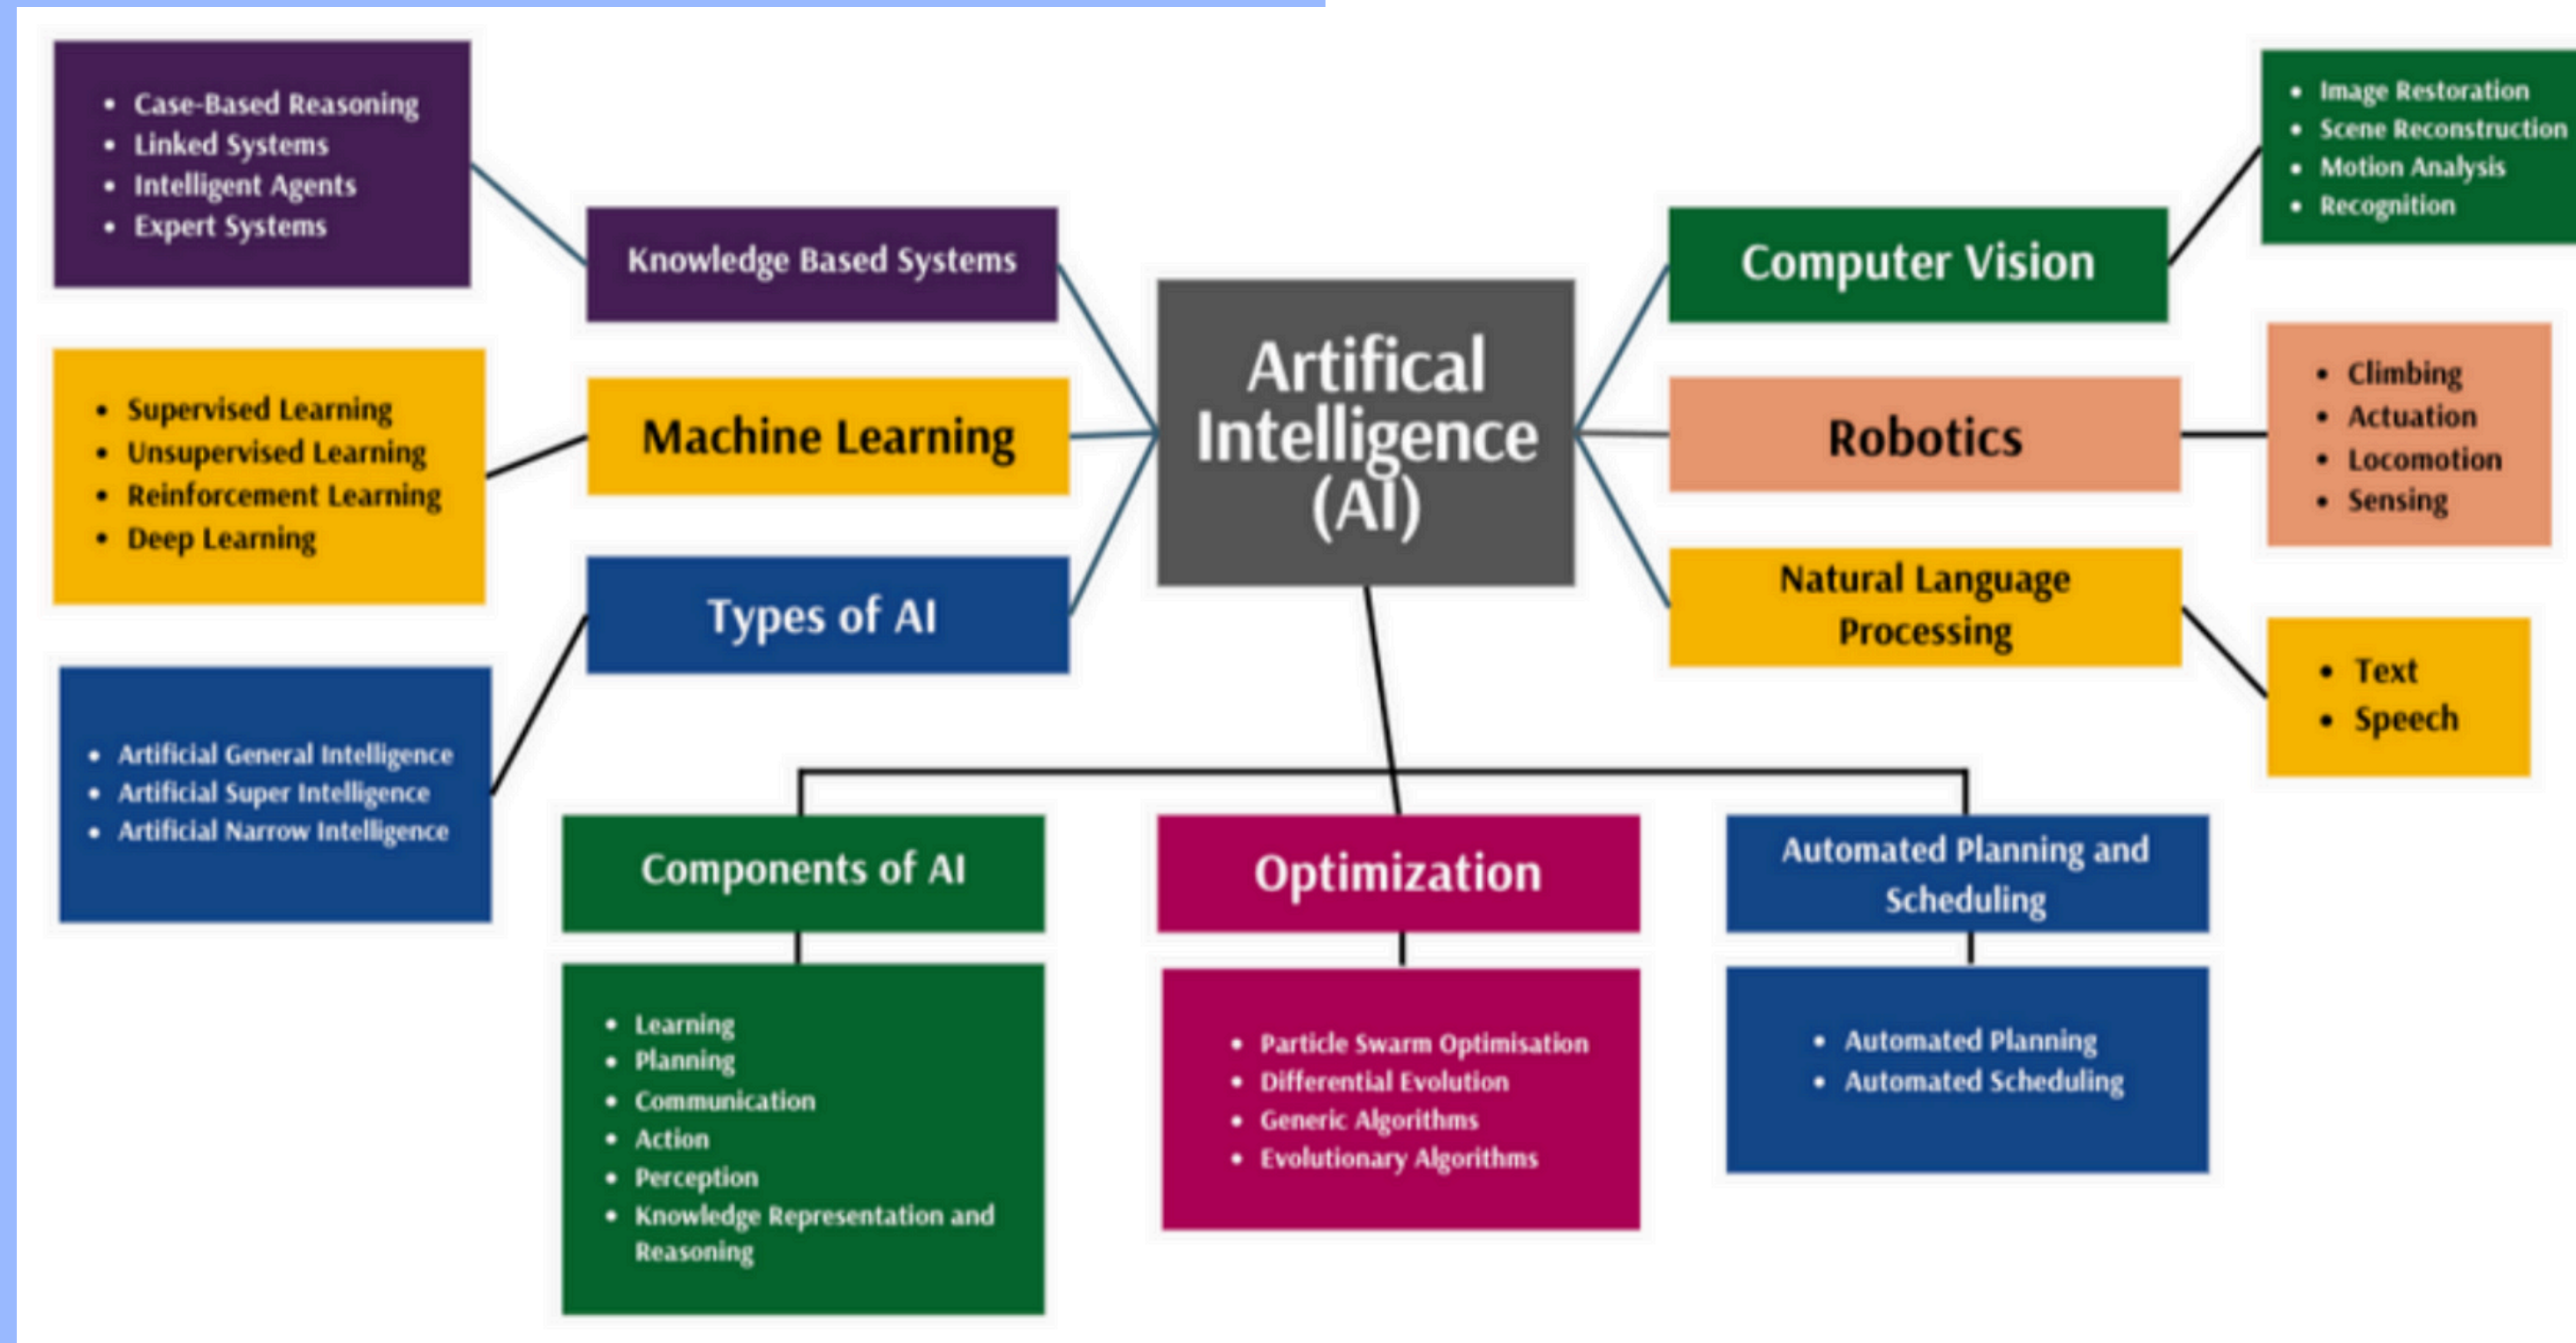 • Case-Based Reasoning
• Linked Systems
• Intelligent Agents
• Expert Systems
Knowledge Based Systems
• Supervised Learning
• Unsupervised Learning
• Reinforcement Learning
• Deep Learning
Machine Learning
Types of AI
• Artificial General Intelligence
• Artificial Super Intelligence
• Artificial Narrow Intelligence
Artifical
Intelligence
(AI)
Computer Vision
• Image Restoration
• Scene Reconstruction
• Motion Analysis
• Recognition
Robotics
• Climbing
• Actuation
• Locomotion
• Sensing
Natural Language
Processing
• Text
• Speech
Components of AI
• Learning
• Planning
• Communication
• Action
• Perception
• Knowledge Representation and
Reasoning
Optimization
• Particle Swarm Optimisation
• Differential Evolution
• Generic Algorithms
• Evolutionary Algorithms
Automated Planning and
Scheduling
• Automated Planning
• Automated Scheduling